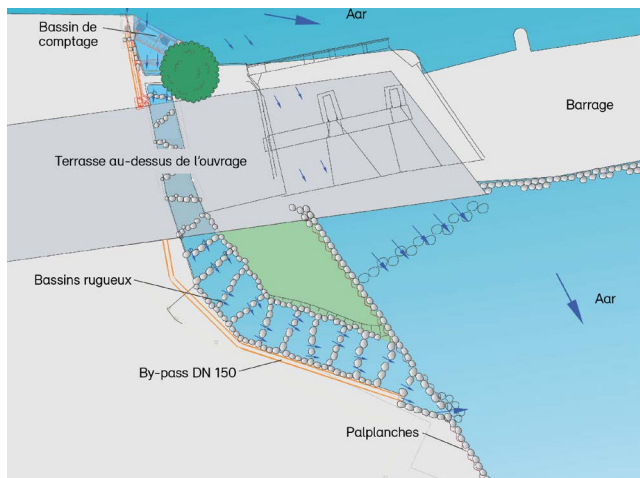 Aar
Bassin de
comptage
Barrage
Terrasse au-dessus de l'ouvrage
Bassins rugueux
Aar
By-pass DN 150
Palplanches